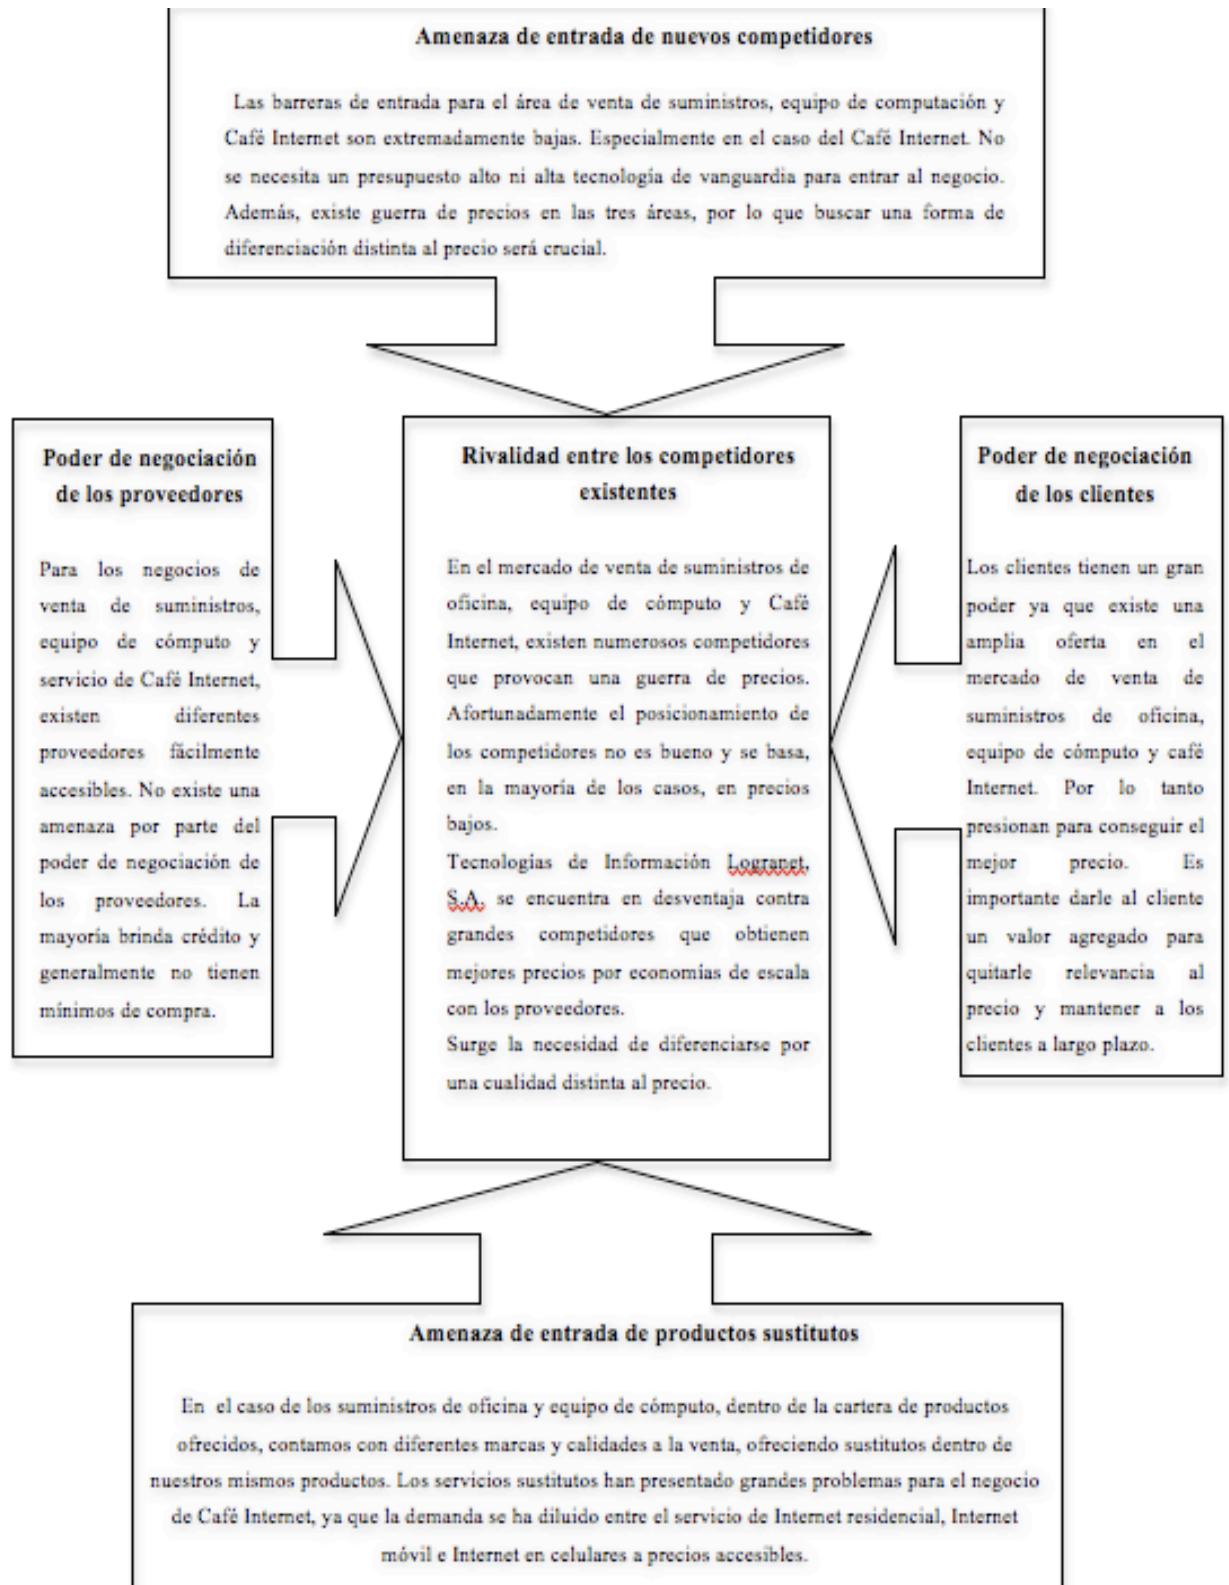 Amenaza de entrada de nuevos competidores
Las barreras de entrada para el área de venta de suministros, equipo de computación y
Café Internet son extremadamente bajas. Especialmente en el caso del Café Internet. No
se necesita un presupuesto alto ni alta tecnología de vanguardia para entrar al negocio.
Además, existe guerra de precios en las tres áreas, por lo que buscar una forma de
diferenciación distinta al precio será crucial.
Poder de negociación
de los proveedores
Para los negocios de
venta de suministros,
equipo de cómputo y
servicio de Café Internet,
existen diferentes
proveedores fácilmente
accesibles. No existe una
amenaza por parte del
poder de negociación de
los proveedores. La
mayoría brinda crédito y
generalmente no tienen
mínimos de compra.
Rivalidad entre los competidores
existentes
En el mercado de venta de suministros de
oficina, equipo de cómputo y Café
Internet, existen numerosos competidores
que provocan una guerra de precios.
Afortunadamente el posicionamiento de
los competidores no es bueno y se basa,
en la mayoría de los casos, en precios
bajos.
Tecnologías de Información Logranet,
S.A. se encuentra en desventaja contra
grandes competidores que obtienen
mejores precios por economías de escala
con los proveedores.
Surge la necesidad de diferenciarse por
una cualidad distinta al precio.
Poder de negociación
de los clientes
Los clientes tienen un gran
poder ya que existe una
amplia oferta en el
mercado de venta de
suministros de oficina,
equipo de cómputo y café
Internet. Por lo tanto
presionan para conseguir el
mejor precio. Es
importante darle al cliente
un valor agregado para
quitarle relevancia al
precio y mantener a los
clientes a largo plazo.
Amenaza de entrada de productos sustitutos
En el caso de los suministros de oficina y equipo de cómputo, dentro de la cartera de productos
ofrecidos, contamos con diferentes marcas y calidades a la venta, ofreciendo sustitutos dentro de
nuestros mismos productos. Los servicios sustitutos han presentado grandes problemas para el negocio
de Café Internet, ya que la demanda se ha diluido entre el servicio de Internet residencial, Internet
móvil e Internet en celulares a precios accesibles.